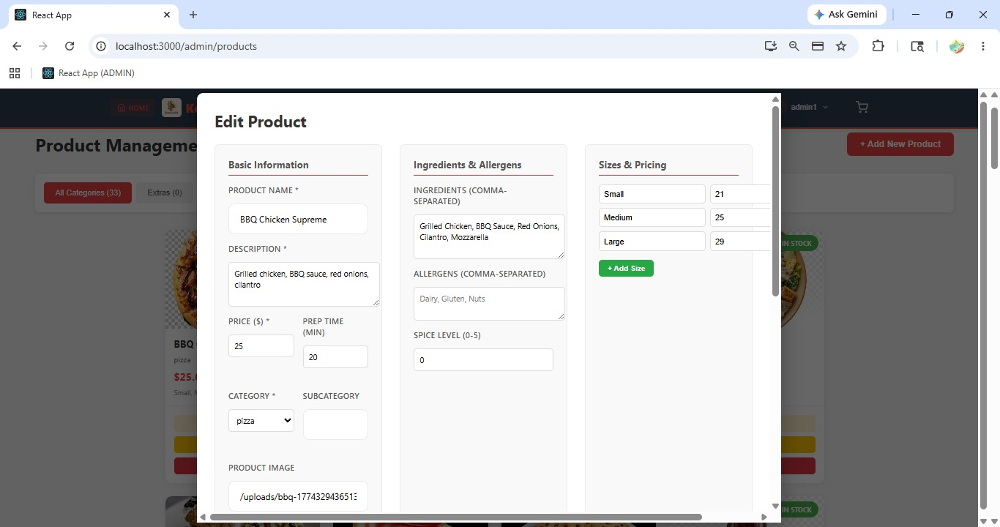 React App
Ask Gemini
localhost:3000/admin/products
React App (ADMIN)
HOME
admin1
Product Manageme
+ Add New Product
All Categories (33)
Extras (0)
IN STOCK
BBQ
pizza
$25.
Small,
IN STOCK
Edit Product
Basic Information
PRODUCT NAME *
BBQ Chicken Supreme
DESCRIPTION *
Grilled chicken, BBQ sauce, red onions,
cilantro
PRICE ($) *
PREP TIME
(MIN)
25
20
CATEGORY *
SUBCATEGORY
pizza
PRODUCT IMAGE
/uploads/bbq-1774329436513
Ingredients & Allergens
INGREDIENTS (COMMA-
SEPARATED)
Grilled Chicken, BBQ Sauce, Red Onions,
Cilantro, Mozzarella
ALLERGENS (COMMA-SEPARATED)
Dairy, Gluten, Nuts
SPICE LEVEL (0-5)
0
Sizes & Pricing
Small 21
Medium 25
Large 29
+ Add Size